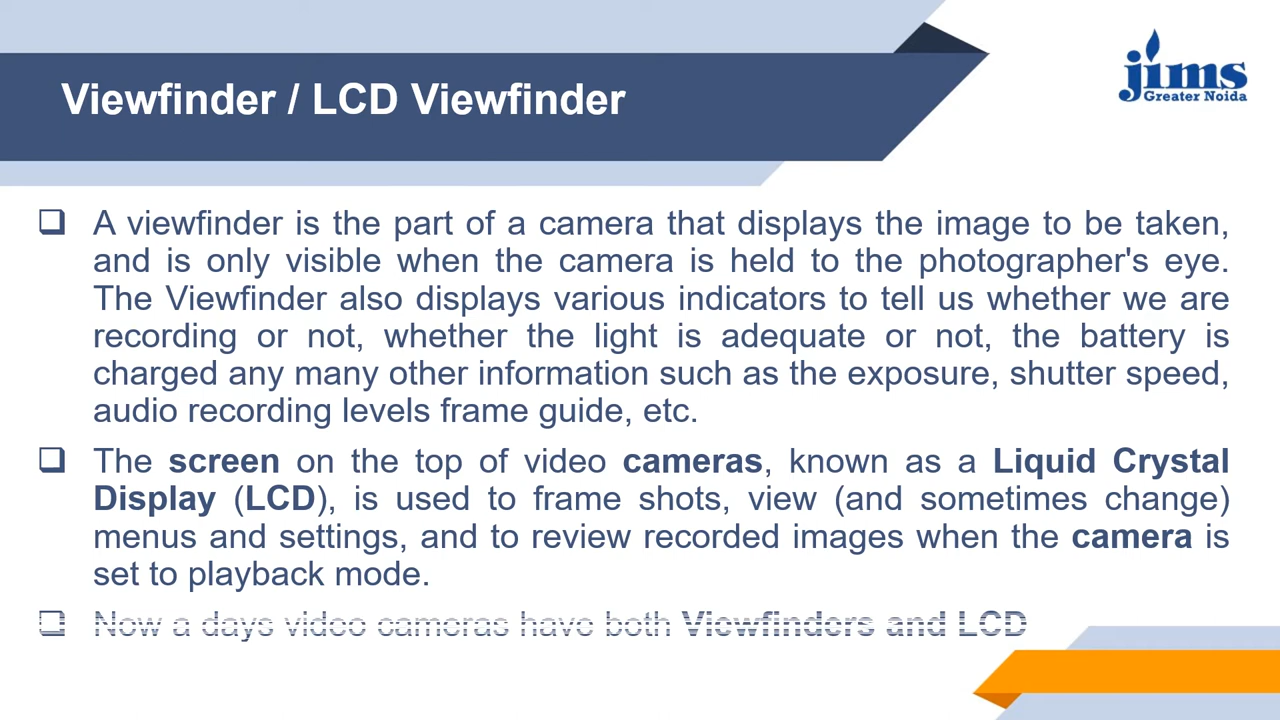 Viewfinder / LCD Viewfinder
jims
Greater Noida
A viewfinder is the part of a camera that displays the image to be taken,
and is only visible when the camera is held to the photographer's eye.
The Viewfinder also displays various indicators to tell us whether we are
recording or not, whether the light is adequate or not, the battery is
charged any many other information such as the exposure, shutter speed,
audio recording levels frame guide, etc.
The screen on the top of video cameras, known as a Liquid Crystal
Display (LCD), is used to frame shots, view (and sometimes change)
menus and settings, and to review recorded images when the camera is
set to playback mode.
Now a days video cameras have both Viewfinders and LCD